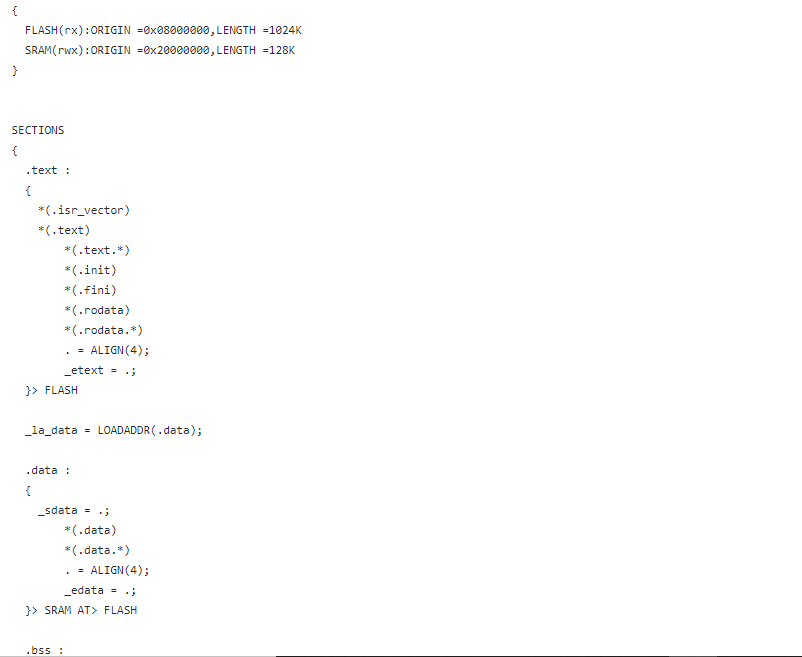 {
FLASH(rx):ORIGIN =0x08000000,LENGTH =1024K
SRAM(rwx):ORIGIN =0x20000000,LENGTH =128K
}
SECTIONS
{
.text :
{
*(.isr_vector)
*(.text)
*(.text.*)
*(.init)
*(.fini)
*(.rodata)
*(.rodata.*)
. = ALIGN(4);
_etext = .;
}> FLASH
_la_data = LOADADDR(.data);
.data :
{
_sdata = .;
*(.data)
*(.data.*)
. = ALIGN(4);
_edata = .;
}> SRAM AT> FLASH
.bss :